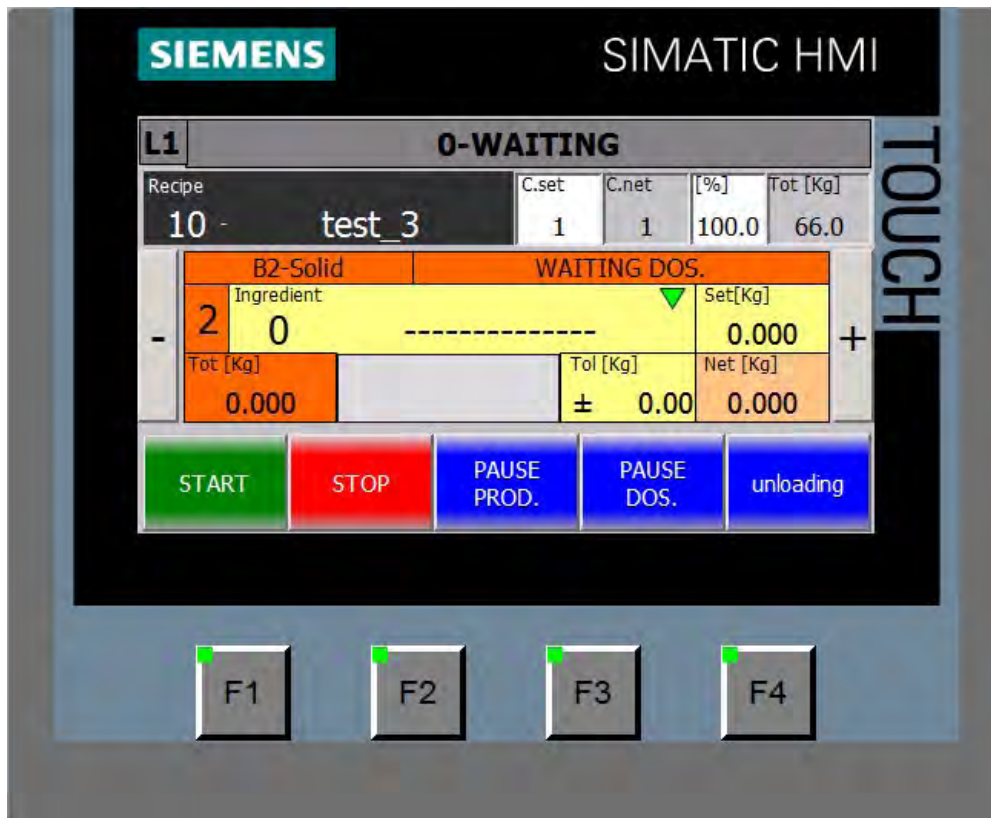 SIEMENS SIMATIC HMI
TOUCH
L1 0-WAITING
Recipe C.set C.net [%] Tot [Kg]
10 - test_3 1 1 100.0 66.0
B2-Solid WAITING DOS.
Ingredient Set[Kg]
- 2 0 -------------- 0.000 +
Tot [Kg] Tol [Kg] Net [Kg]
0.000 ± 0.00 0.000
START STOP PAUSE PROD. PAUSE DOS. unloading
F1 F2 F3 F4